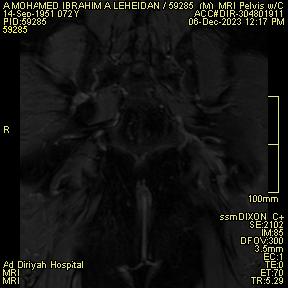 A MOHAMED IBRAHIM A LEHEIDAN / 59285 (M) MRI Pelvis w/C
14-Sep-1951 072Y ACC#DIR-304801911
PID:59285 06-Dec-2023 12:17 PM
59285
R
100mm
ssmDIXON C+
SE:2102
IM:85
DFOV:300
3.5mm
Ad Diriyah Hospital EC:1
MRI TE:0
MRI ET:70
TR:5.29